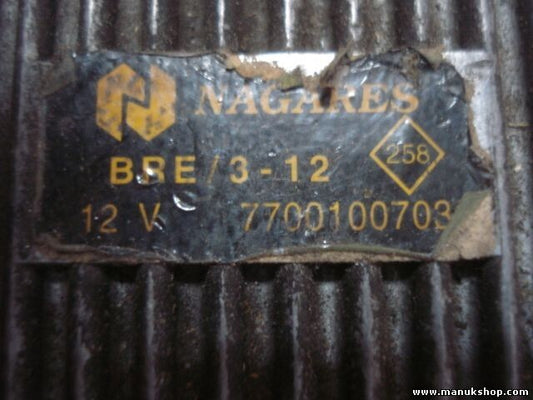 NAGARES
BRE/3-12
258
12 V 7700100703
www.manukshop.com